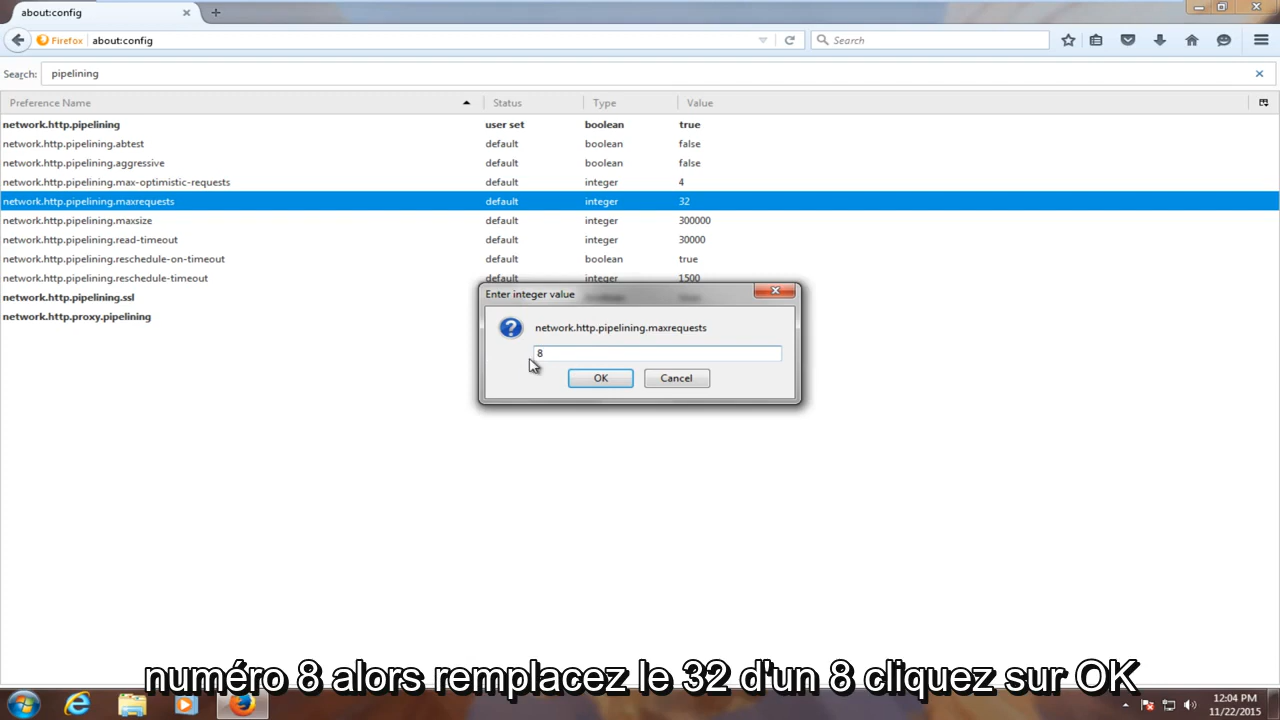 about:config
Firefox about:config Search
Search: pipelining
Preference Name Status Type Value
network.http.pipelining user set boolean true
network.http.pipelining.abtest default boolean false
network.http.pipelining.aggressive default boolean false
network.http.pipelining.max-optimistic-requests default integer 4
network.http.pipelining.maxrequests default integer 32
network.http.pipelining.maxsize default integer 300000
network.http.pipelining.read-timeout default integer 30000
network.http.pipelining.reschedule-on-timeout default boolean true
network.http.pipelining.reschedule-timeout default integer 1500
network.http.pipelining.ssl
network.http.proxy.pipelining
Enter integer value
network.http.pipelining.maxrequests
8
OK Cancel
numéro 8 alors remplacez le 32 d'un 8 cliquez sur OK
12:04 PM
11/22/2015